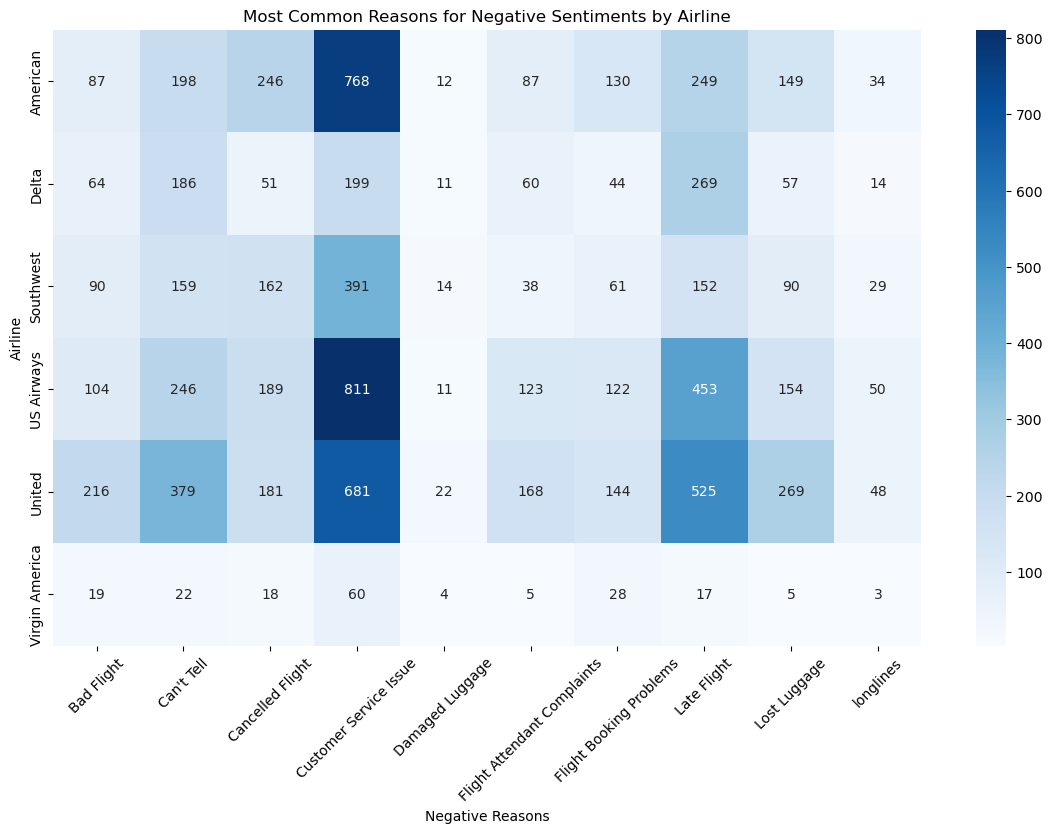 Most Common Reasons for Negative Sentiments by Airline
Airline
American 87 198 246 768 12 87 130 249 149 34
Delta 64 186 51 199 11 60 44 269 57 14
Southwest 90 159 162 391 14 38 61 152 90 29
US Airways 104 246 189 811 11 123 122 453 154 50
United 216 379 181 681 22 168 144 525 269 48
Virgin America 19 22 18 60 4 5 28 17 5 3
Bad Flight
Can't Tell
Cancelled Flight
Customer Service Issue
Damaged Luggage
Flight Attendant Complaints
Flight Booking Problems
Late Flight
Lost Luggage
longlines
Negative Reasons
800
700
600
500
400
300
200
100